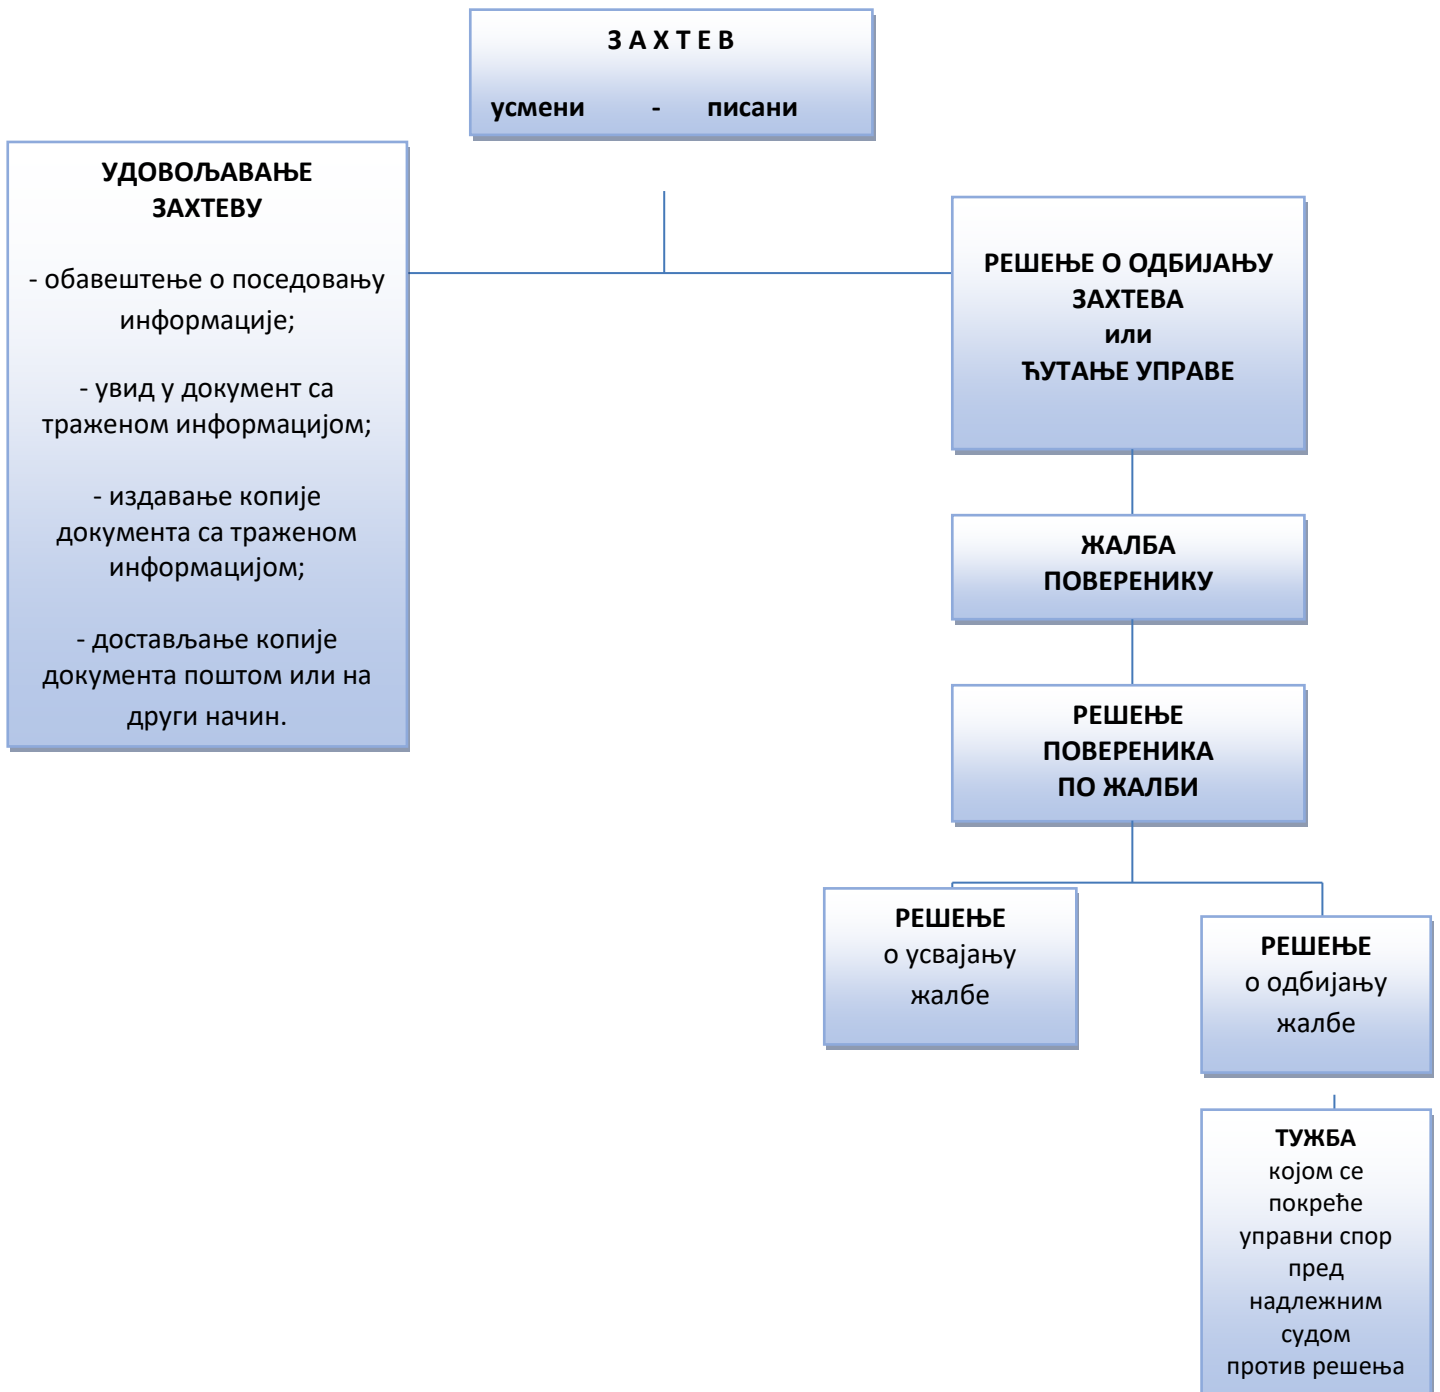 З А Х Т Е В
усмени - писани
УДОВОЉАВАЊЕ
ЗАХТЕВУ
- обавештење о поседовању
информације;
- увид у документ са
траженом информацијом;
- издавање копије
документа са траженом
информацијом;
- достављање копије
документа поштом или на
други начин.
РЕШЕЊЕ О ОДБИЈАЊУ
ЗАХТЕВА
или
ЋУТАЊЕ УПРАВЕ
ЖАЛБА
ПОВЕРЕНИКУ
РЕШЕЊЕ
ПОВЕРЕНИКА
ПО ЖАЛБИ
РЕШЕЊЕ
о усвајању
жалбе
РЕШЕЊЕ
о одбијању
жалбе
ТУЖБА
којом се
покреће
управни спор
пред
надлежним
судом
против решења